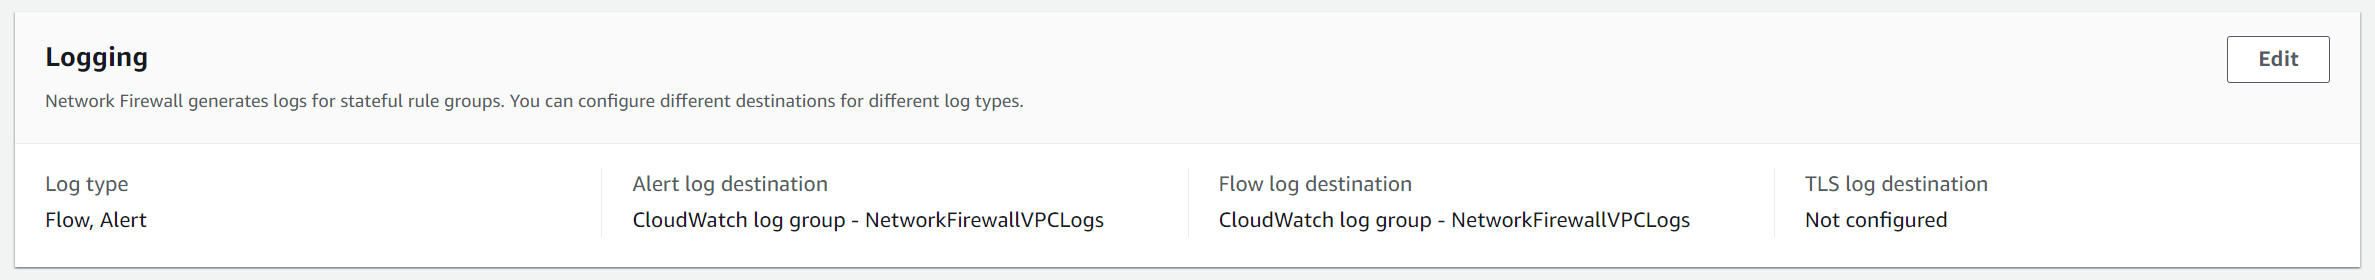 Logging
Edit
Network Firewall generates logs for stateful rule groups. You can configure different destinations for different log types.
Log type
Flow, Alert
Alert log destination
CloudWatch log group - NetworkFirewallVPCLogs
Flow log destination
CloudWatch log group - NetworkFirewallVPCLogs
TLS log destination
Not configured